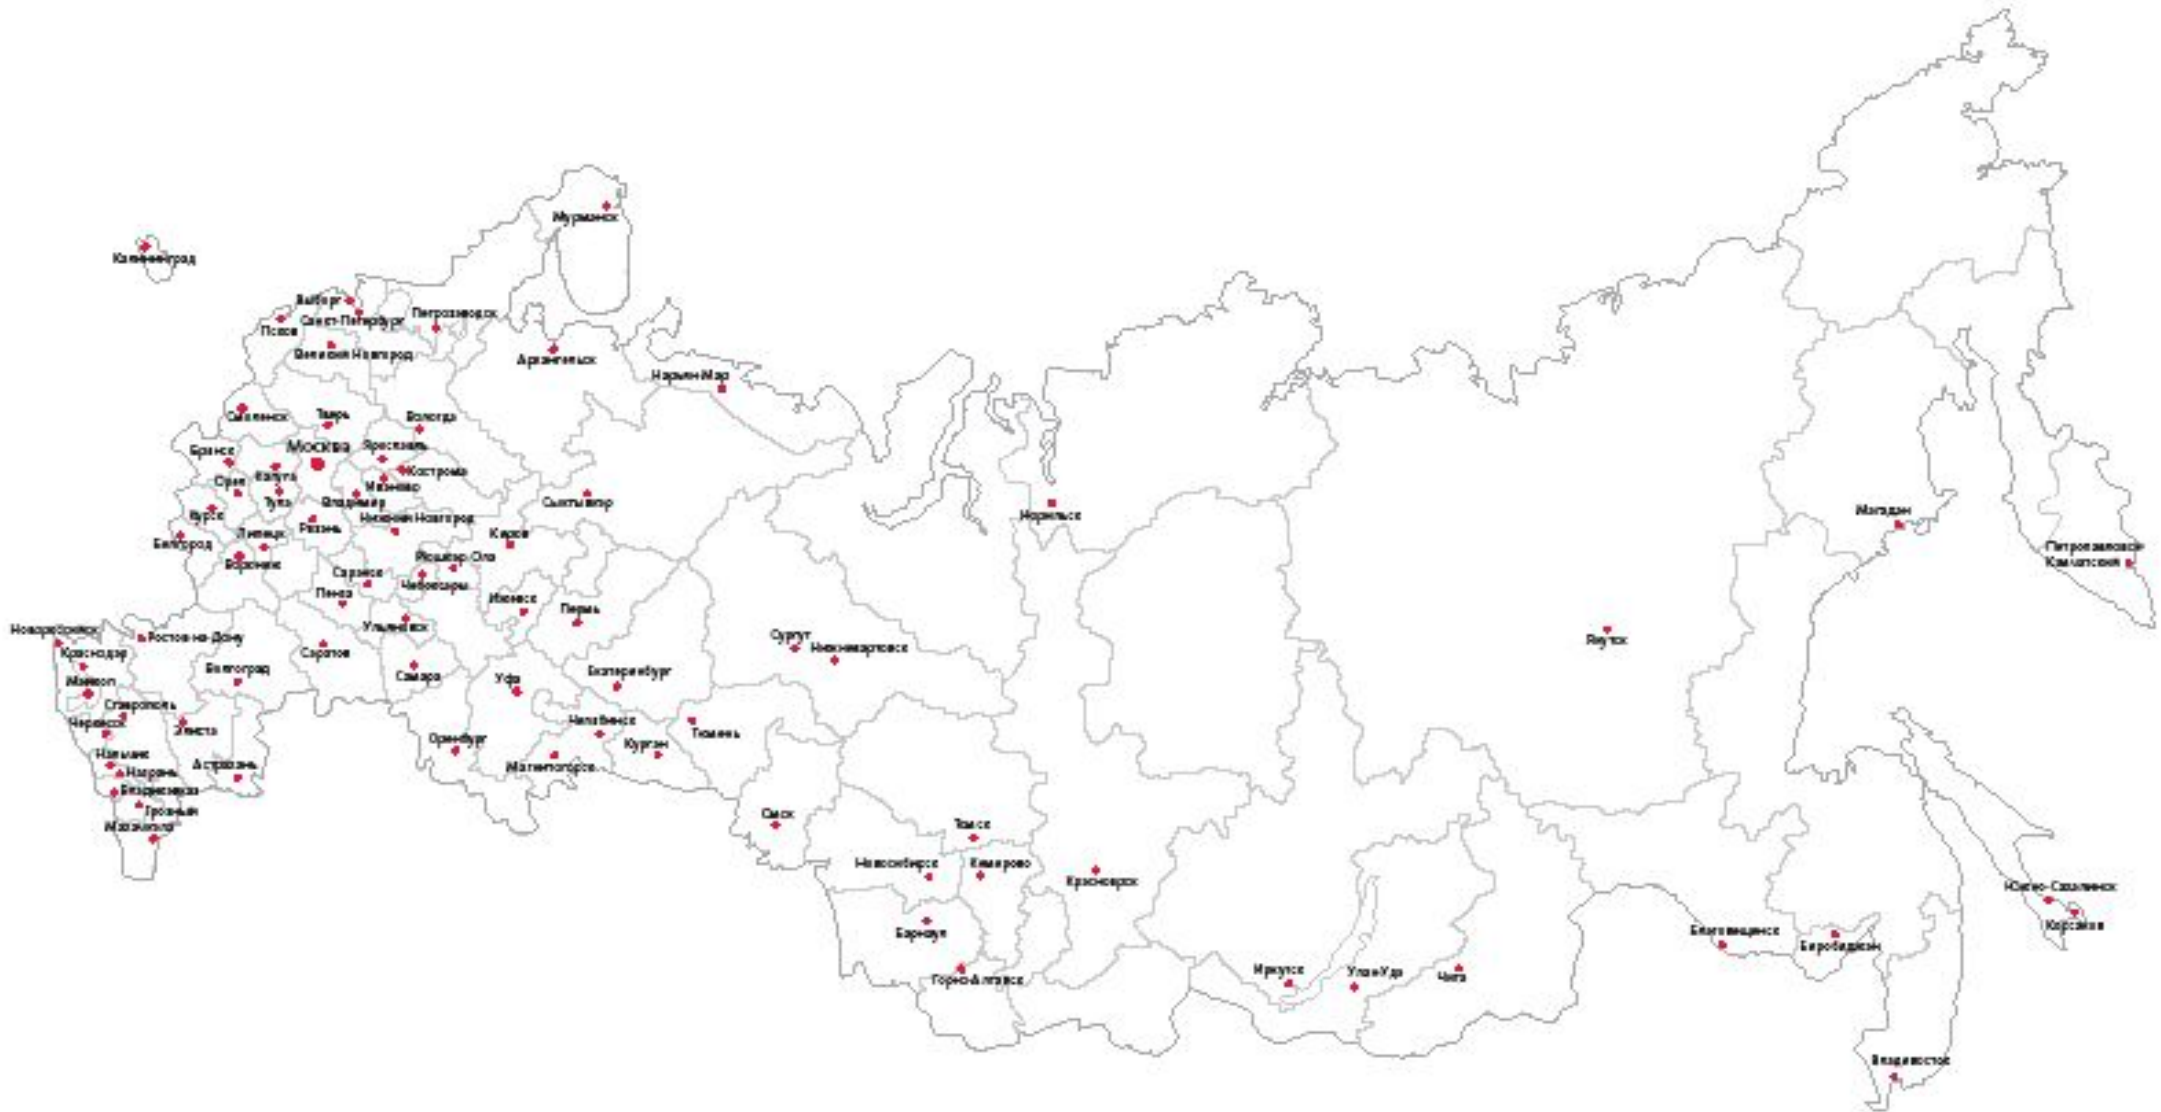 Мурманск
Калининград
Выборг
Санкт-Петербург
Петрозаводск
Псков
Великий Новгород
Архангельск
Нарьян-Мар
Смоленск
Тверь
Вологда
Москва
Ярославль
Брянск
Кострома
Калуга
Орел
Иваново
Тула
Владимир
Сыктывкар
Норильск
Курск
Рязань
Нижний Новгород
Магадан
Белгород
Липецк
Киров
Воронеж
Йошкар-Ола
Петропавловск-
Камчатский
Саранск
Чебоксары
Пенза
Ижевск
Пермь
Ульяновск
Новороссийск
Ростов-на-Дону
Краснодар
Саратов
Сургут
Нижневартовск
Якутск
Волгоград
Майкоп
Самара
Уфа
Екатеринбург
Ставрополь
Черкесск
Элиста
Челябинск
Оренбург
Курган
Тюмень
Нальчик
Назрань
Астрахань
Магнитогорск
Владикавказ
Грозный
Махачкала
Омск
Томск
Новосибирск
Кемерово
Красноярск
Южно-Сахалинск
Корсаков
Барнаул
Благовещенск
Биробиджан
Горно-Алтайск
Иркутск
Улан-Удэ
Чита
Владивосток